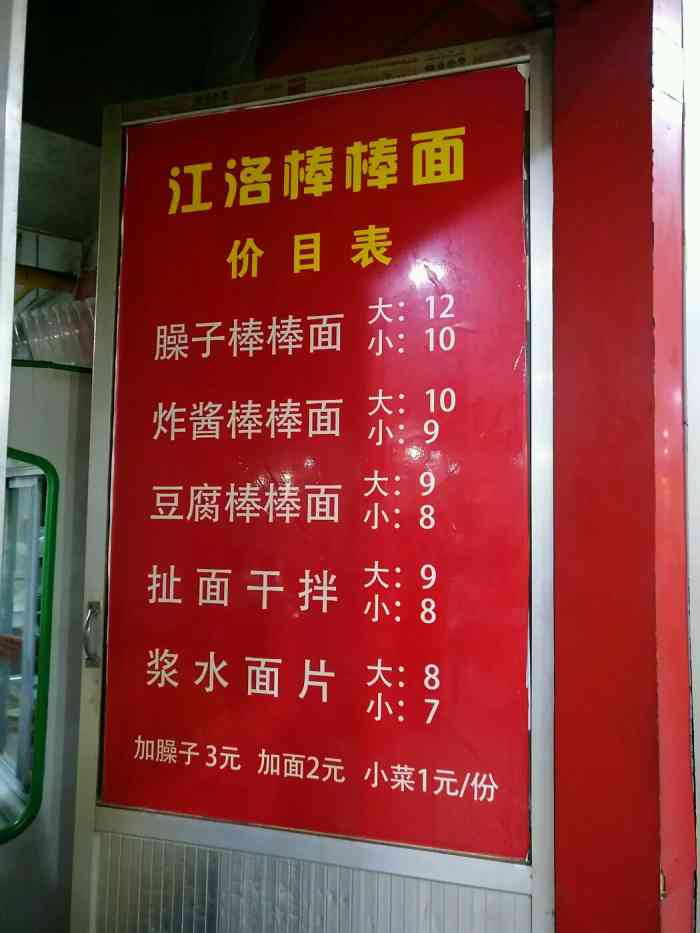 江洛棒棒面
价目表
臊子棒棒面 大：12
小：10
炸酱棒棒面 大：10
小：9
豆腐棒棒面 大：9
小：8
扯面干拌 大：9
小：8
浆水面片 大：8
小：7
加臊子3元 加面2元 小菜1元/份